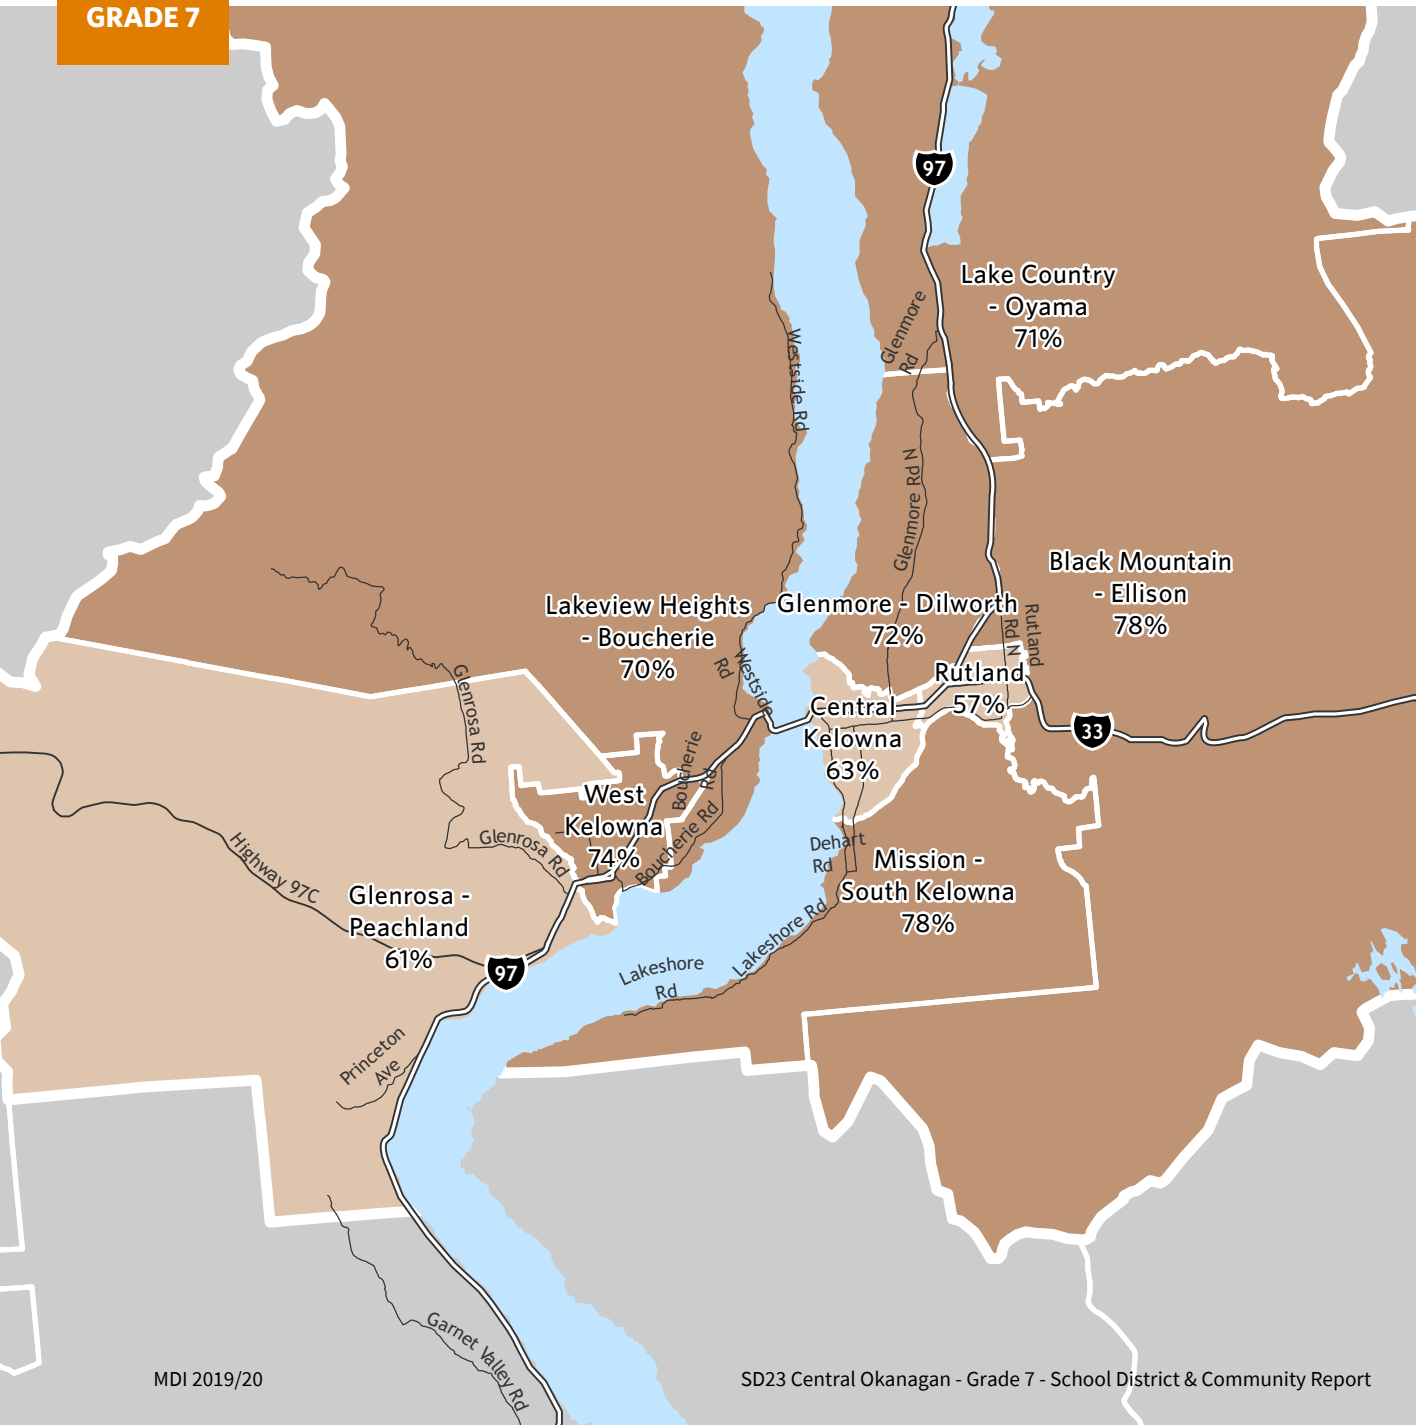 GRADE 7
97
Lake Country
- Oyama
71%
Glenmore
Rd
Westside Rd
Glenmore Rd N
Black Mountain
- Ellison
78%
Lakeview Heights
- Boucherie
70%
Glenmore - Dilworth
72%
Rutland
Rd N
Westside
Rd
Rutland
57%
Central
Kelowna
63%
33
Glenrosa Rd
Boucherie
Rd
West
Kelowna
74%
Boucherie Rd
Glenrosa Rd
Highway 97C
Dehart
Rd
Mission -
South Kelowna
78%
Glenrosa -
Peachland
61%
97
Lakeshore Rd
Lakeshore
Rd
Princeton
Ave
Garnet Valley Rd
MDI 2019/20
SD23 Central Okanagan - Grade 7 - School District & Community Report